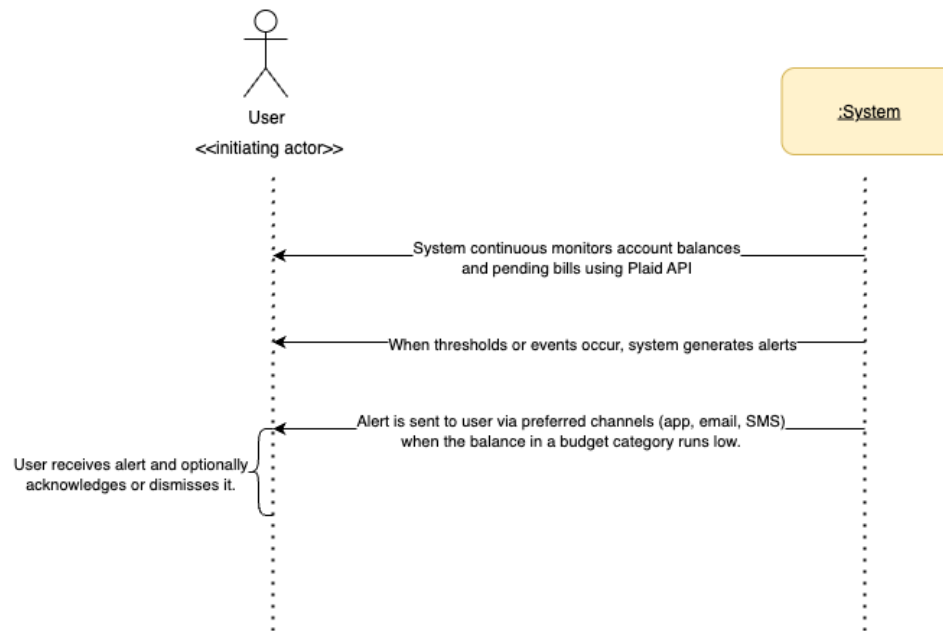 User
<<initiating actor>>
:System
System continuous monitors account balances
and pending bills using Plaid API
When thresholds or events occur, system generates alerts
Alert is sent to user via preferred channels (app, email, SMS)
when the balance in a budget category runs low.
User receives alert and optionally
acknowledges or dismisses it.